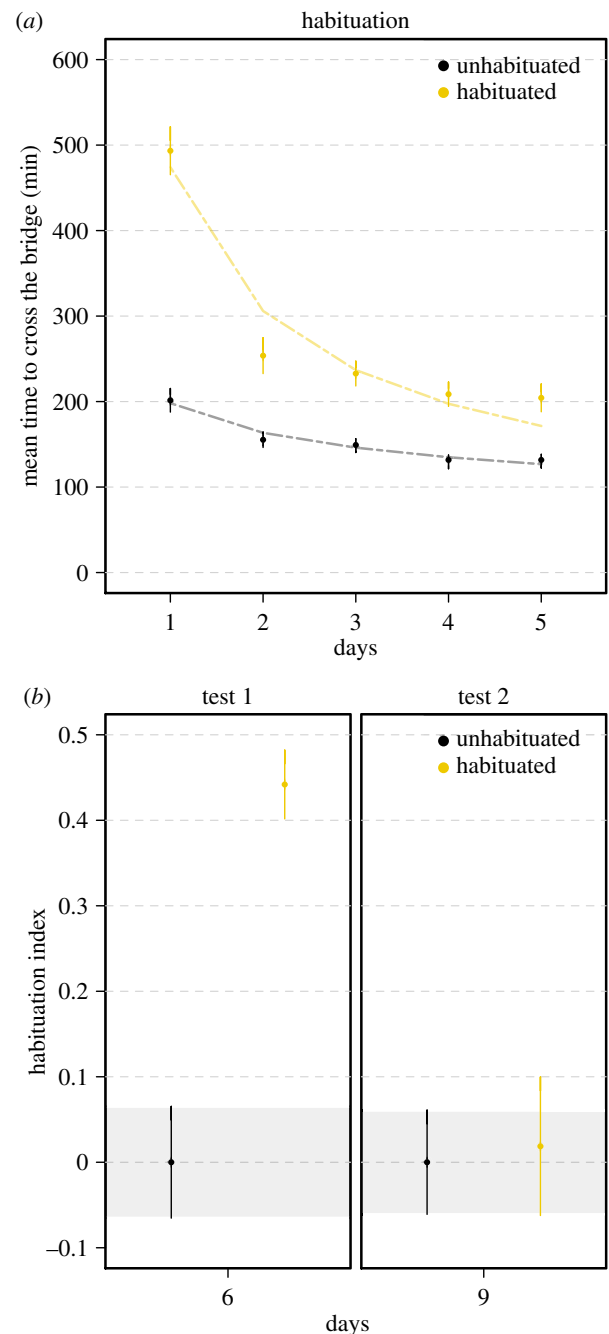 (a) habituation
600
500
400
300
200
100
0
mean time to cross the bridge (min)
unhabituated
habituated
1 2 3 4 5
days
(b) test 1 test 2
0.5
0.4
0.3
0.2
0.1
0
–0.1
habituation index
unhabituated
habituated
6 9
days